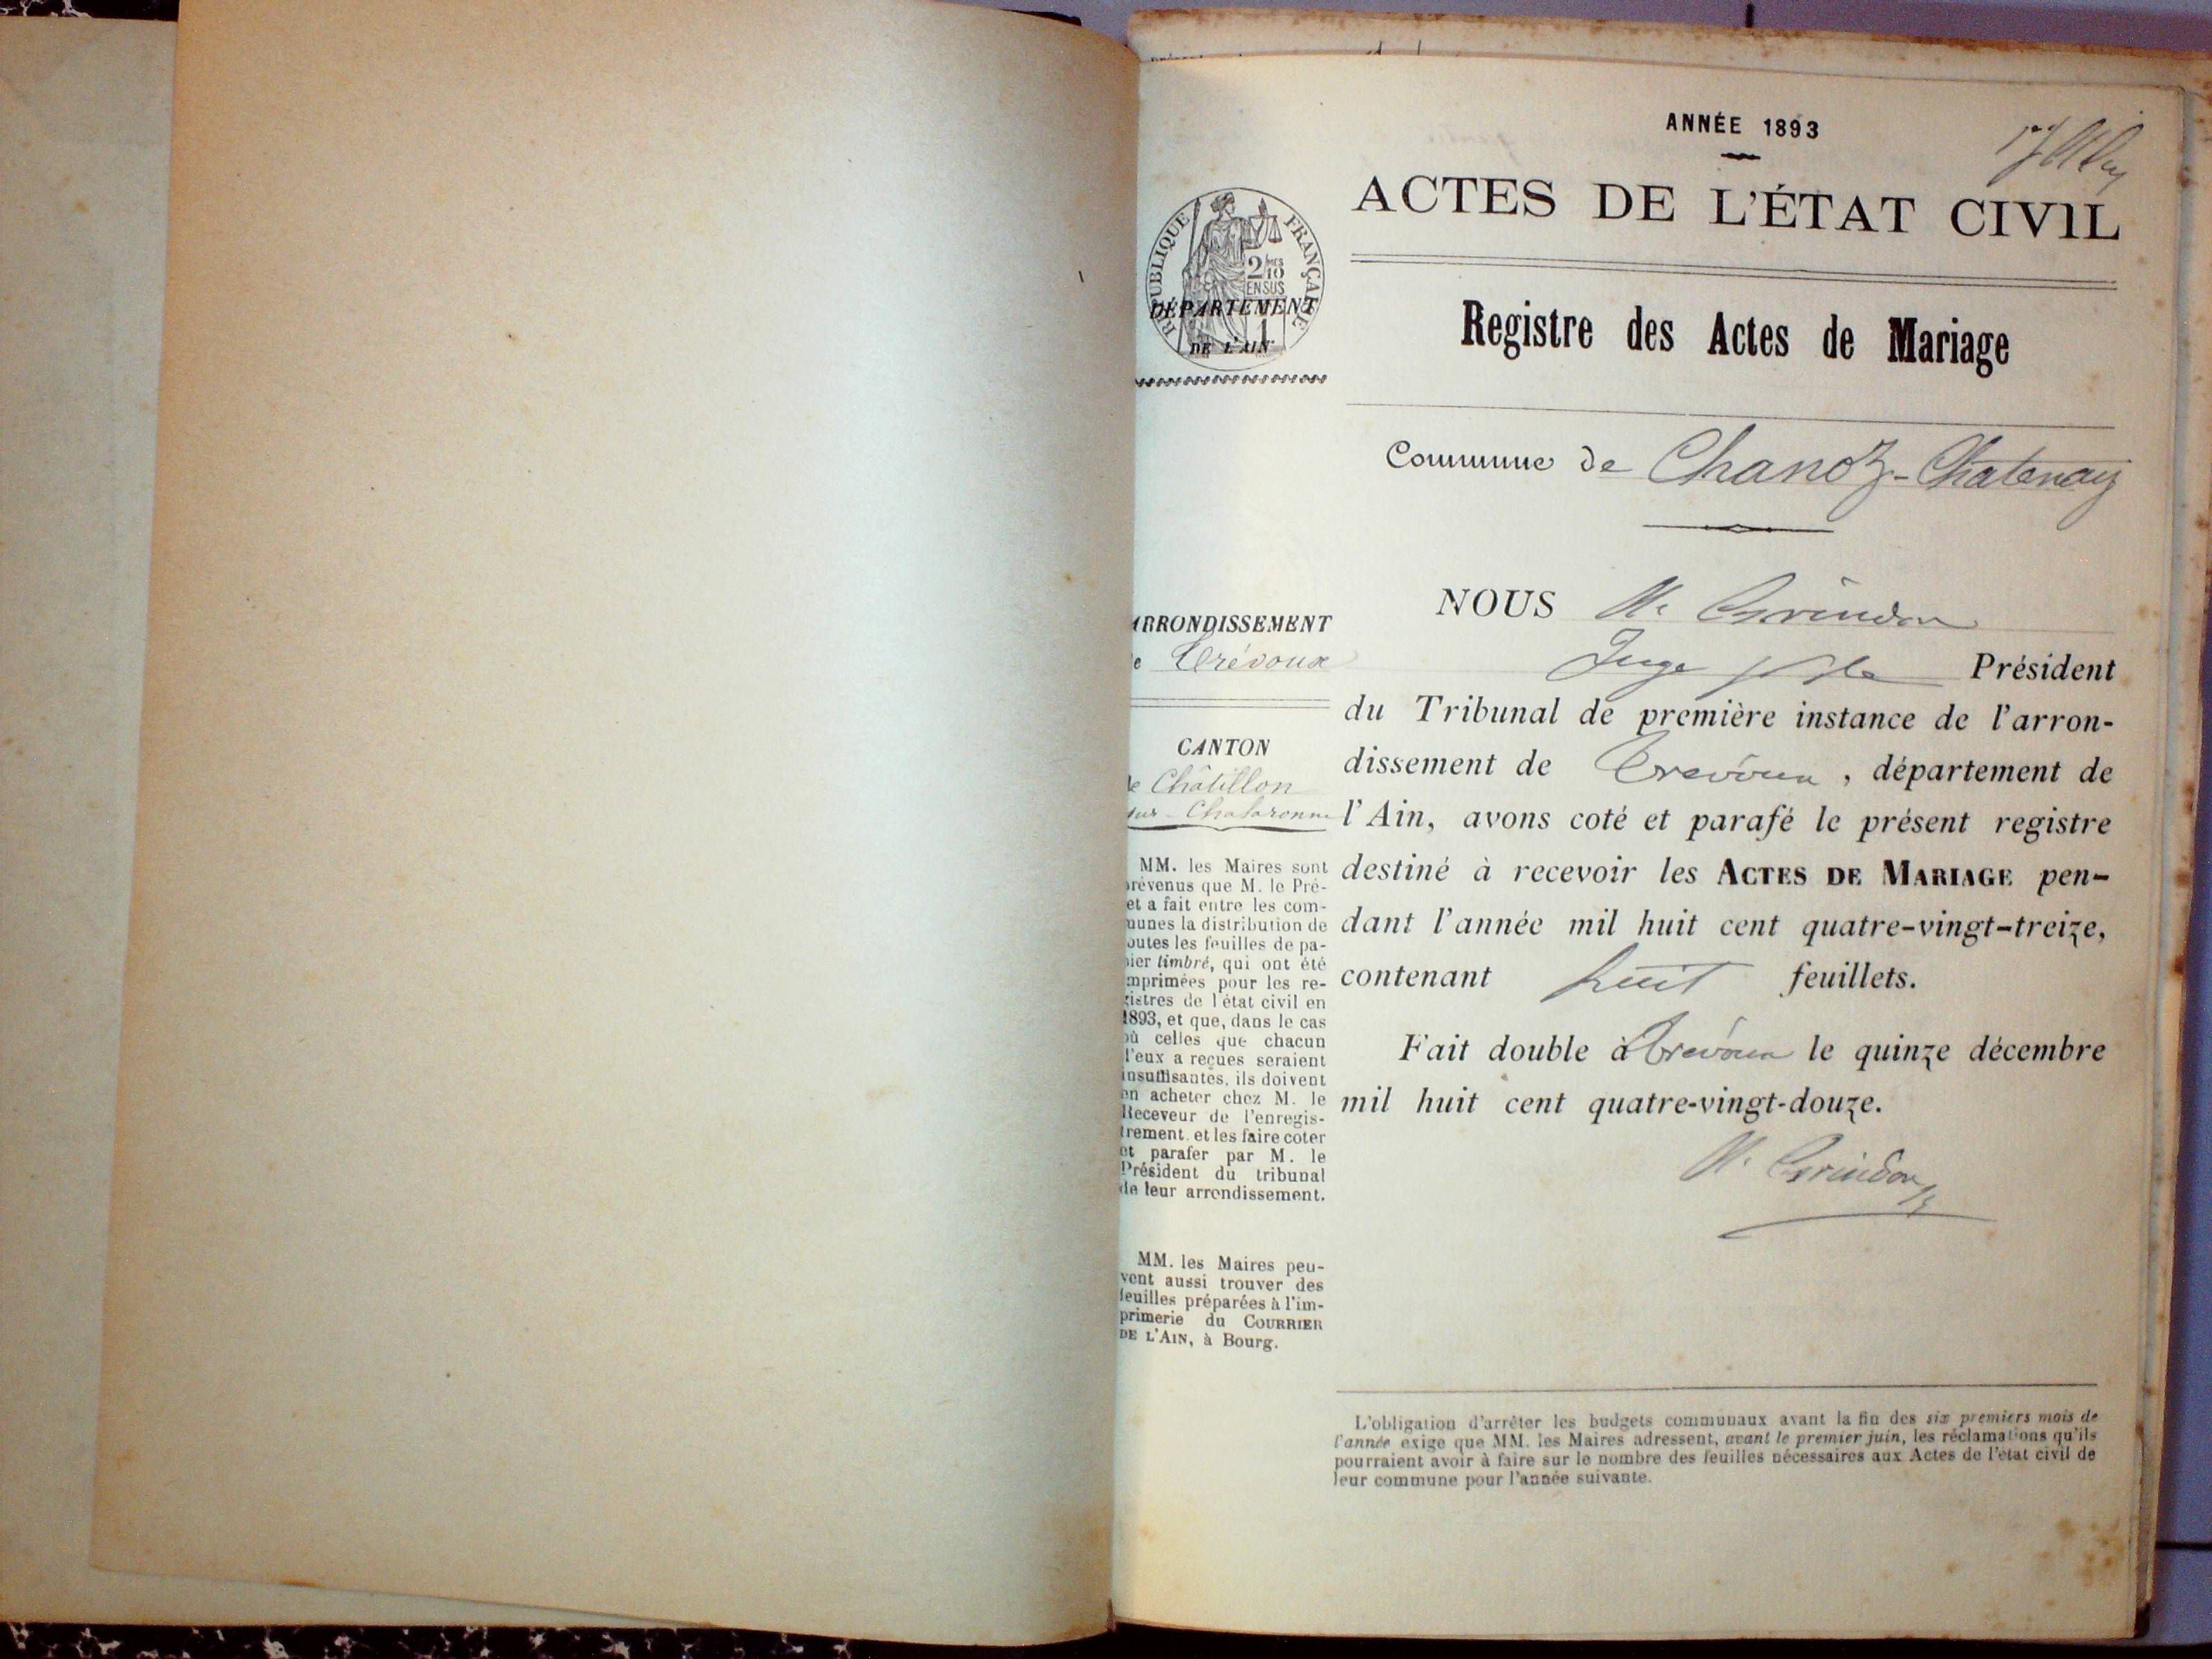 ANNÉE 1893
ACTES DE L'ÉTAT CIVIL
RÉPUBLIQUE FRANÇAISE
2/10mes
EN SUS
DÉPARTEMENT
DE L'AIN
Registre des Actes de Mariage
Commune de Chanoz-Chatenay
ARRONDISSEMENT
de Trévoux
CANTON
de Châtillon
sur-Chalaronne
MM. les Maires sont
prévenus que M. le Pré-
fet a fait entre les com-
munes la distribution de
toutes les feuilles de pa-
pier timbré, qui ont été
imprimées pour les re-
gistres de l'état civil en
1893, et que, dans le cas
où celles que chacun
d'eux a reçues seraient
insuffisantes, ils doivent
en acheter chez M. le
Receveur de l'enregis-
trement. et les faire coter
et parafer par M. le
Président du tribunal
de leur arrondissement.
MM. les Maires peu-
vent aussi trouver des
feuilles préparées à l'im-
primerie du COURRIER
DE L'AIN, à Bourg.
NOUS M. Grindon
Juge Président
du Tribunal de première instance de l'arron-
dissement de Trévoux, département de
l'Ain, avons coté et parafé le présent registre
destiné à recevoir les ACTES DE MARIAGE pen-
dant l'année mil huit cent quatre-vingt-treize,
contenant huit feuillets.
Fait double à Trévoux le quinze décembre
mil huit cent quatre-vingt-douze.
M. Grindon
L'obligation d'arrêter les budgets communaux avant la fin des six premiers mois de
l'année exige que MM. les Maires adressent, avant le premier juin, les réclamations qu'ils
pourraient avoir à faire sur le nombre des feuilles nécessaires aux Actes de l'état civil de
leur commune pour l'année suivante.